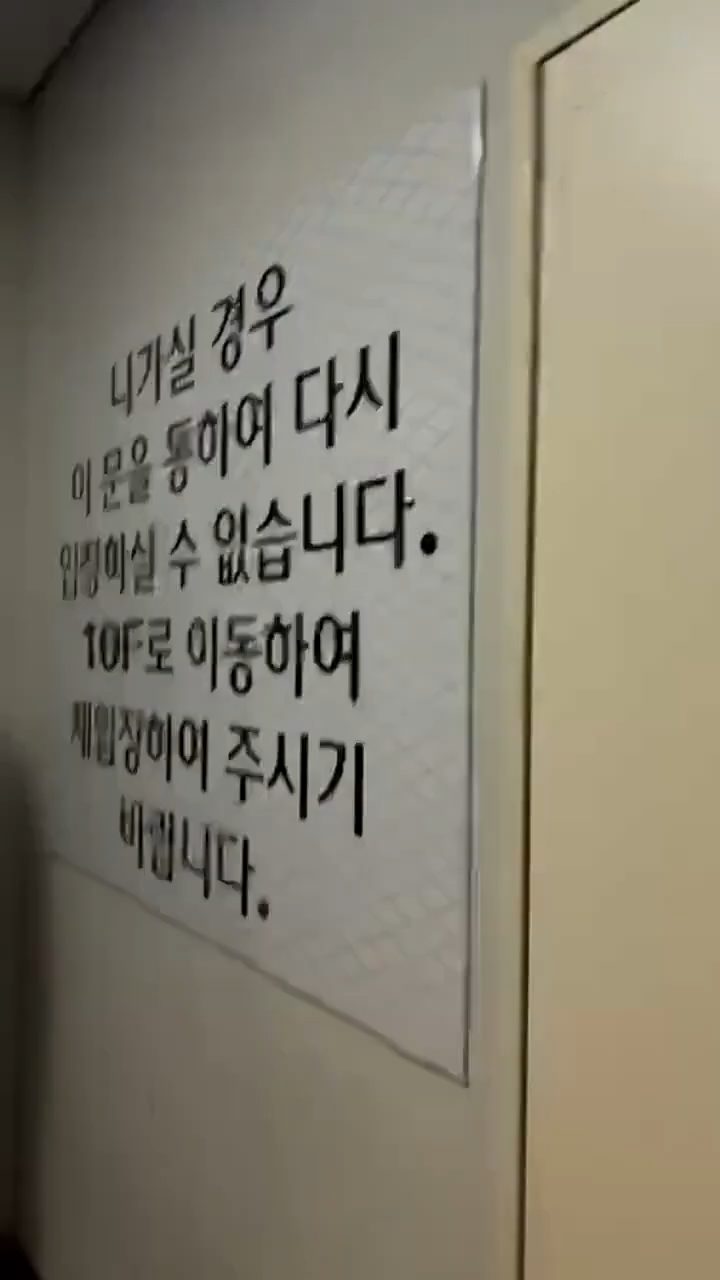 나가실 경우
이 문을 통하여 다시
입장하실 수 없습니다.
10F로 이동하여
재입장하여 주시기
바랍니다.